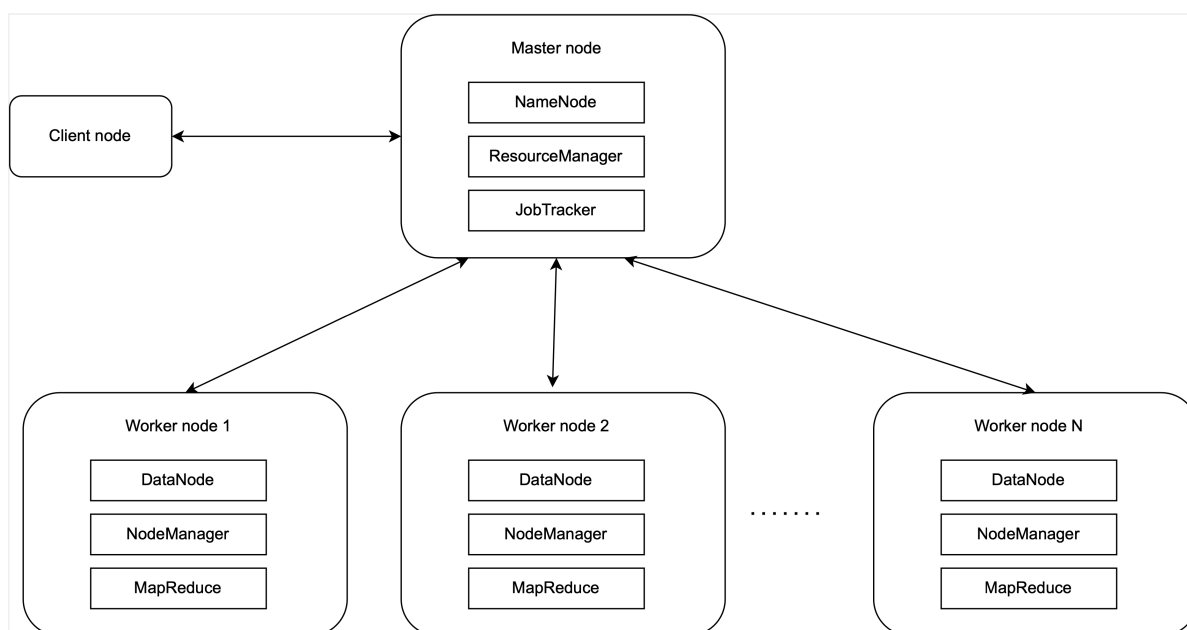 Master node
NameNode
Client node
ResourceManager
JobTracker
Worker node 1
Worker node 2
Worker node N
DataNode
DataNode
DataNode
.......
NodeManager
NodeManager
NodeManager
MapReduce
MapReduce
MapReduce